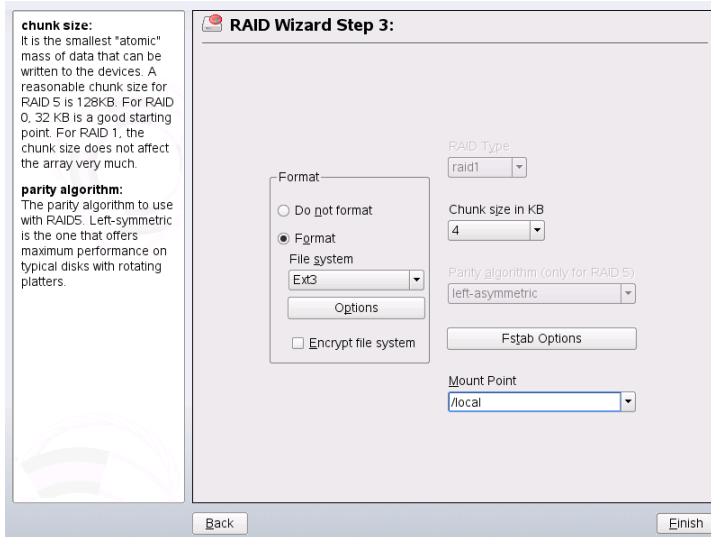 chunk size:
It is the smallest "atomic"
mass of data that can be
written to the devices. A
reasonable chunk size for
RAID 5 is 128KB. For RAID
0, 32 KB is a good starting
point. For RAID 1, the
chunk size does not affect
the array very much.
parity algorithm:
The parity algorithm to use
with RAID5. Left-symmetric
is the one that offers
maximum performance on
typical disks with rotating
platters.
RAID Wizard Step 3:
Format
Do not format
Format
File system
Ext3
Options
Encrypt file system
RAID Type
raid1
Chunk size in KB
4
Parity algorithm (only for RAID 5)
left-asymmetric
Fstab Options
Mount Point
/local
Back
Finish